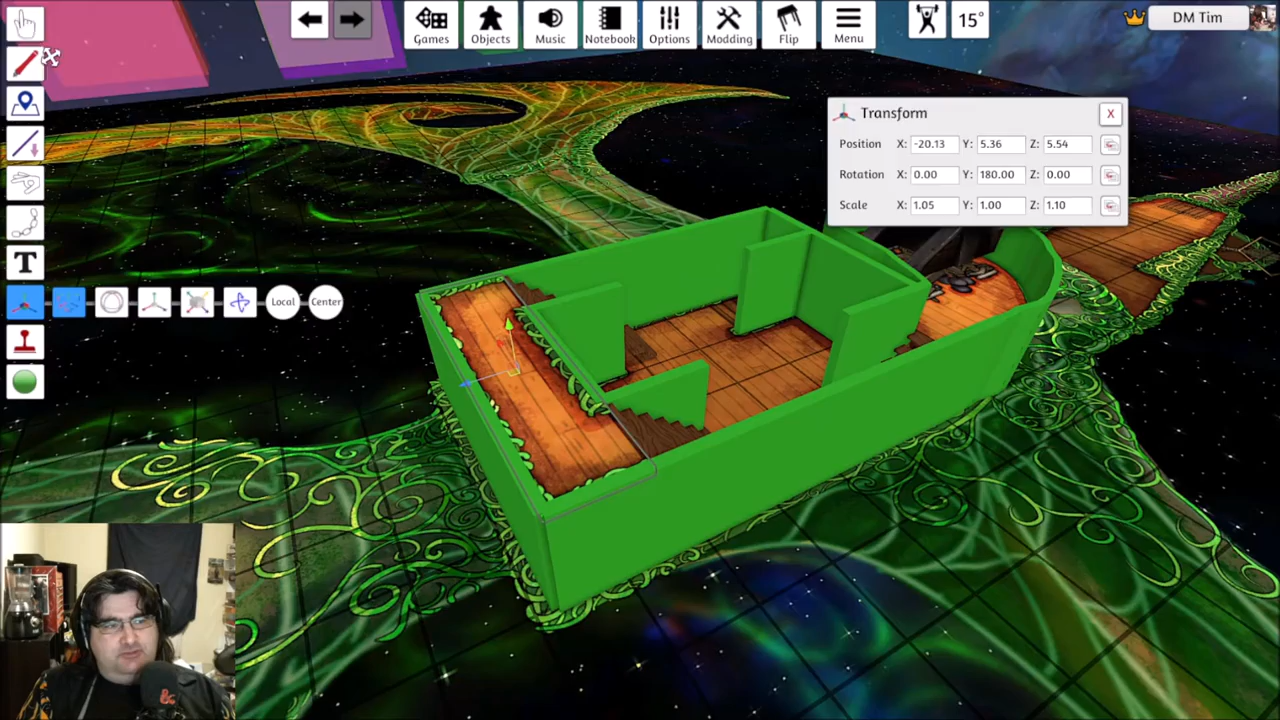 Games
Objects
Music
Notebook
Options
Modding
Flip
Menu
15°
DM Tim
T
Local
Center
Transform
X
Position X: -20.13 Y: 5.36 Z: 5.54
Rotation X: 0.00 Y: 180.00 Z: 0.00
Scale X: 1.05 Y: 1.00 Z: 1.10